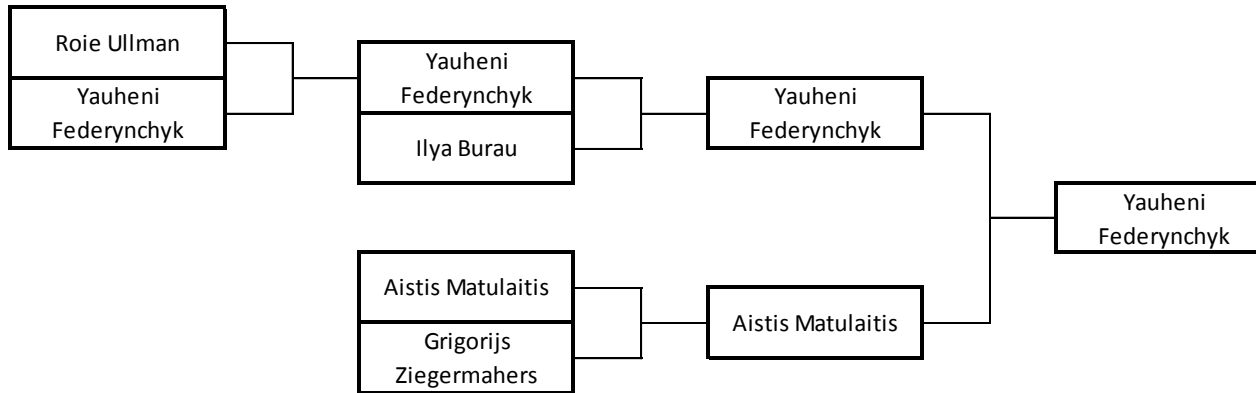 Roie Ullman
Yauheni
Federynchyk
Yauheni
Federynchyk
Ilya Burau
Yauheni
Federynchyk
Yauheni
Federynchyk
Aistis Matulaitis
Grigorijs
Ziegermahers
Aistis Matulaitis